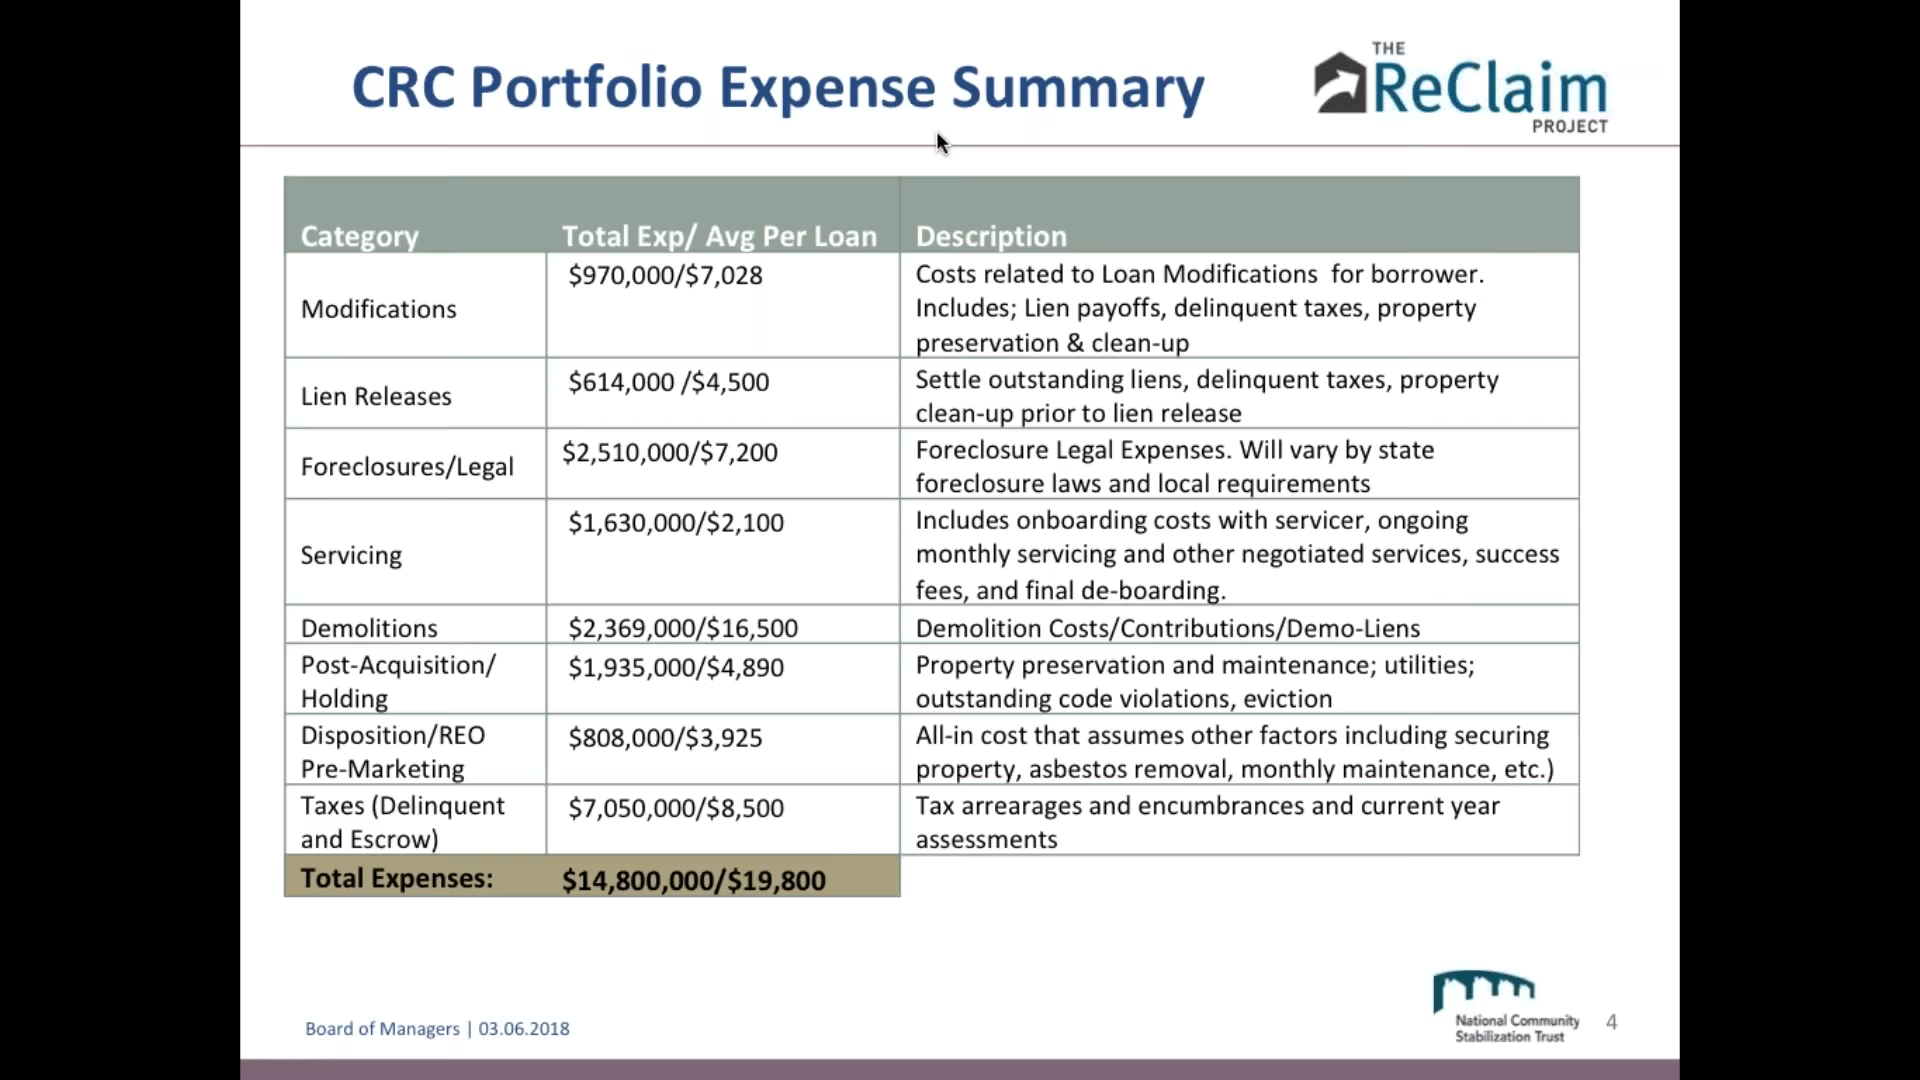 CRC Portfolio Expense Summary
THE
ReClaim
PROJECT
Category Total Exp/ Avg Per Loan Description
Modifications
$970,000/$7,028
Costs related to Loan Modifications for borrower.
Includes; Lien payoffs, delinquent taxes, property
preservation & clean-up
Lien Releases
$614,000 /$4,500
Settle outstanding liens, delinquent taxes, property
clean-up prior to lien release
Foreclosures/Legal
$2,510,000/$7,200
Foreclosure Legal Expenses. Will vary by state
foreclosure laws and local requirements
Servicing
$1,630,000/$2,100
Includes onboarding costs with servicer, ongoing
monthly servicing and other negotiated services, success
fees, and final de-boarding.
Demolitions
$2,369,000/$16,500
Demolition Costs/Contributions/Demo-Liens
Post-Acquisition/
Holding
$1,935,000/$4,890
Property preservation and maintenance; utilities;
outstanding code violations, eviction
Disposition/REO
Pre-Marketing
$808,000/$3,925
All-in cost that assumes other factors including securing
property, asbestos removal, monthly maintenance, etc.)
Taxes (Delinquent
and Escrow)
$7,050,000/$8,500
Tax arrearages and encumbrances and current year
assessments
Total Expenses: $14,800,000/$19,800
Board of Managers | 03.06.2018
National Community
Stabilization Trust
4